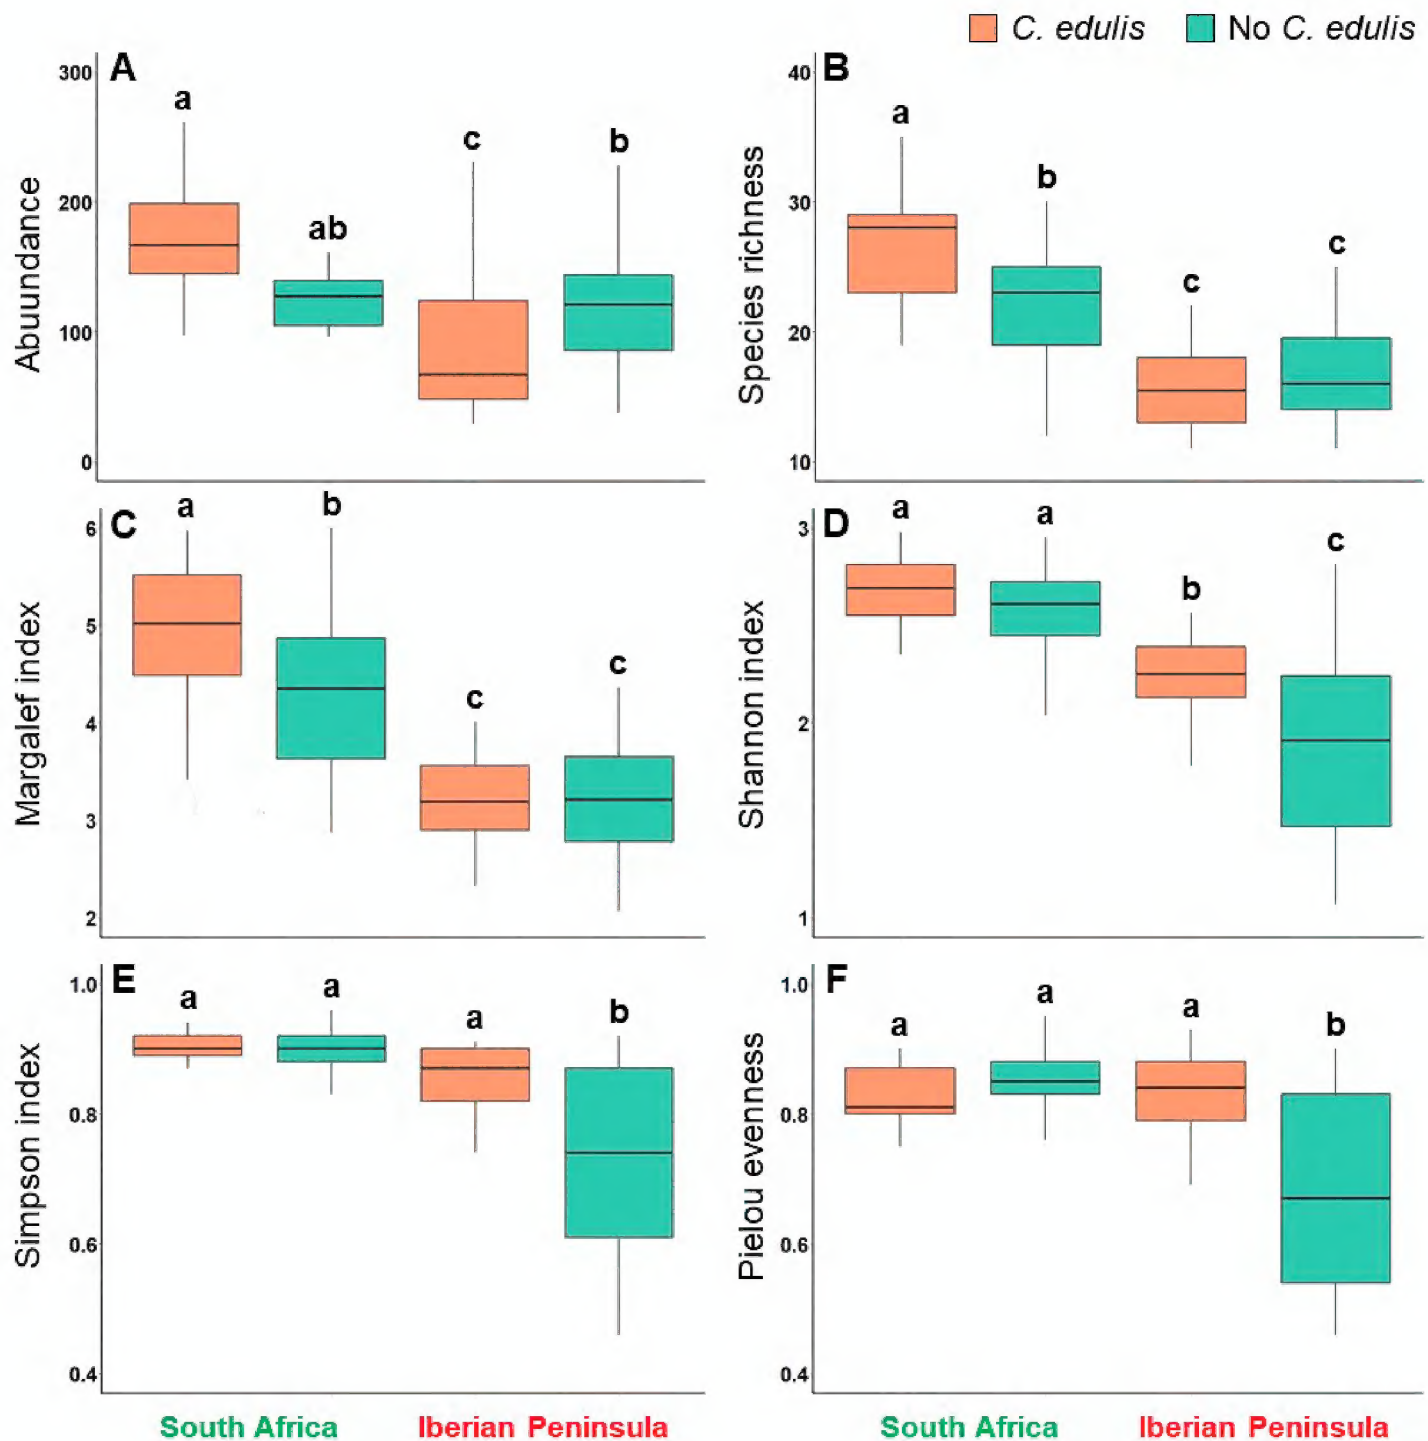 C. edulis No C. edulis
A
Abuundance
300
200
100
0
a
ab
c
b
B
Species richness
40
30
20
10
a
b
c
c
C
Margalef index
6
5
4
3
2
a
b
c
c
D
Shannon index
3
2
1
a
a
b
c
E
Simpson index
1.0
0.8
0.6
0.4
a
a
a
b
F
Pielou evenness
1.0
0.8
0.6
0.4
a
a
a
b
South Africa Iberian Peninsula
South Africa Iberian Peninsula